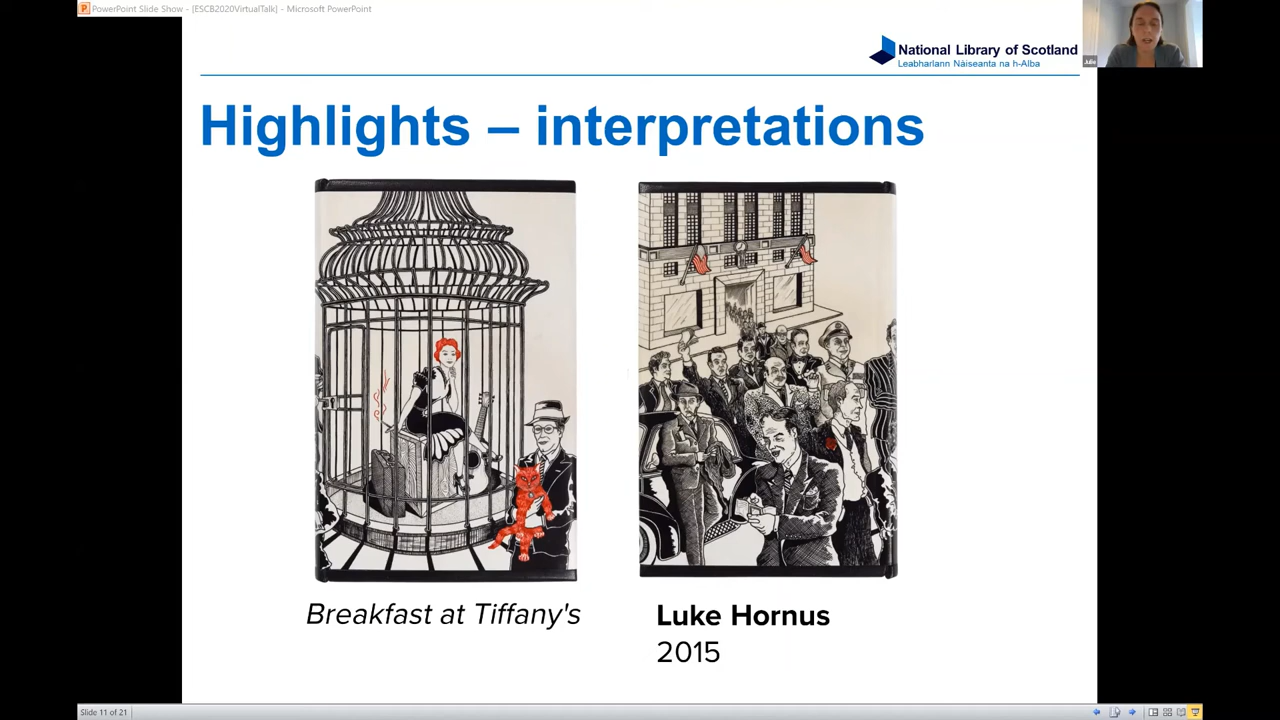 PowerPoint Slide Show - [ESCB2020VirtualTalk] - Microsoft PowerPoint
National Library of Scotland
Leabharlann Nàiseanta na h-Alba
Julie
Highlights – interpretations
Breakfast at Tiffany's
Luke Hornus
2015
Slide 11 of 21